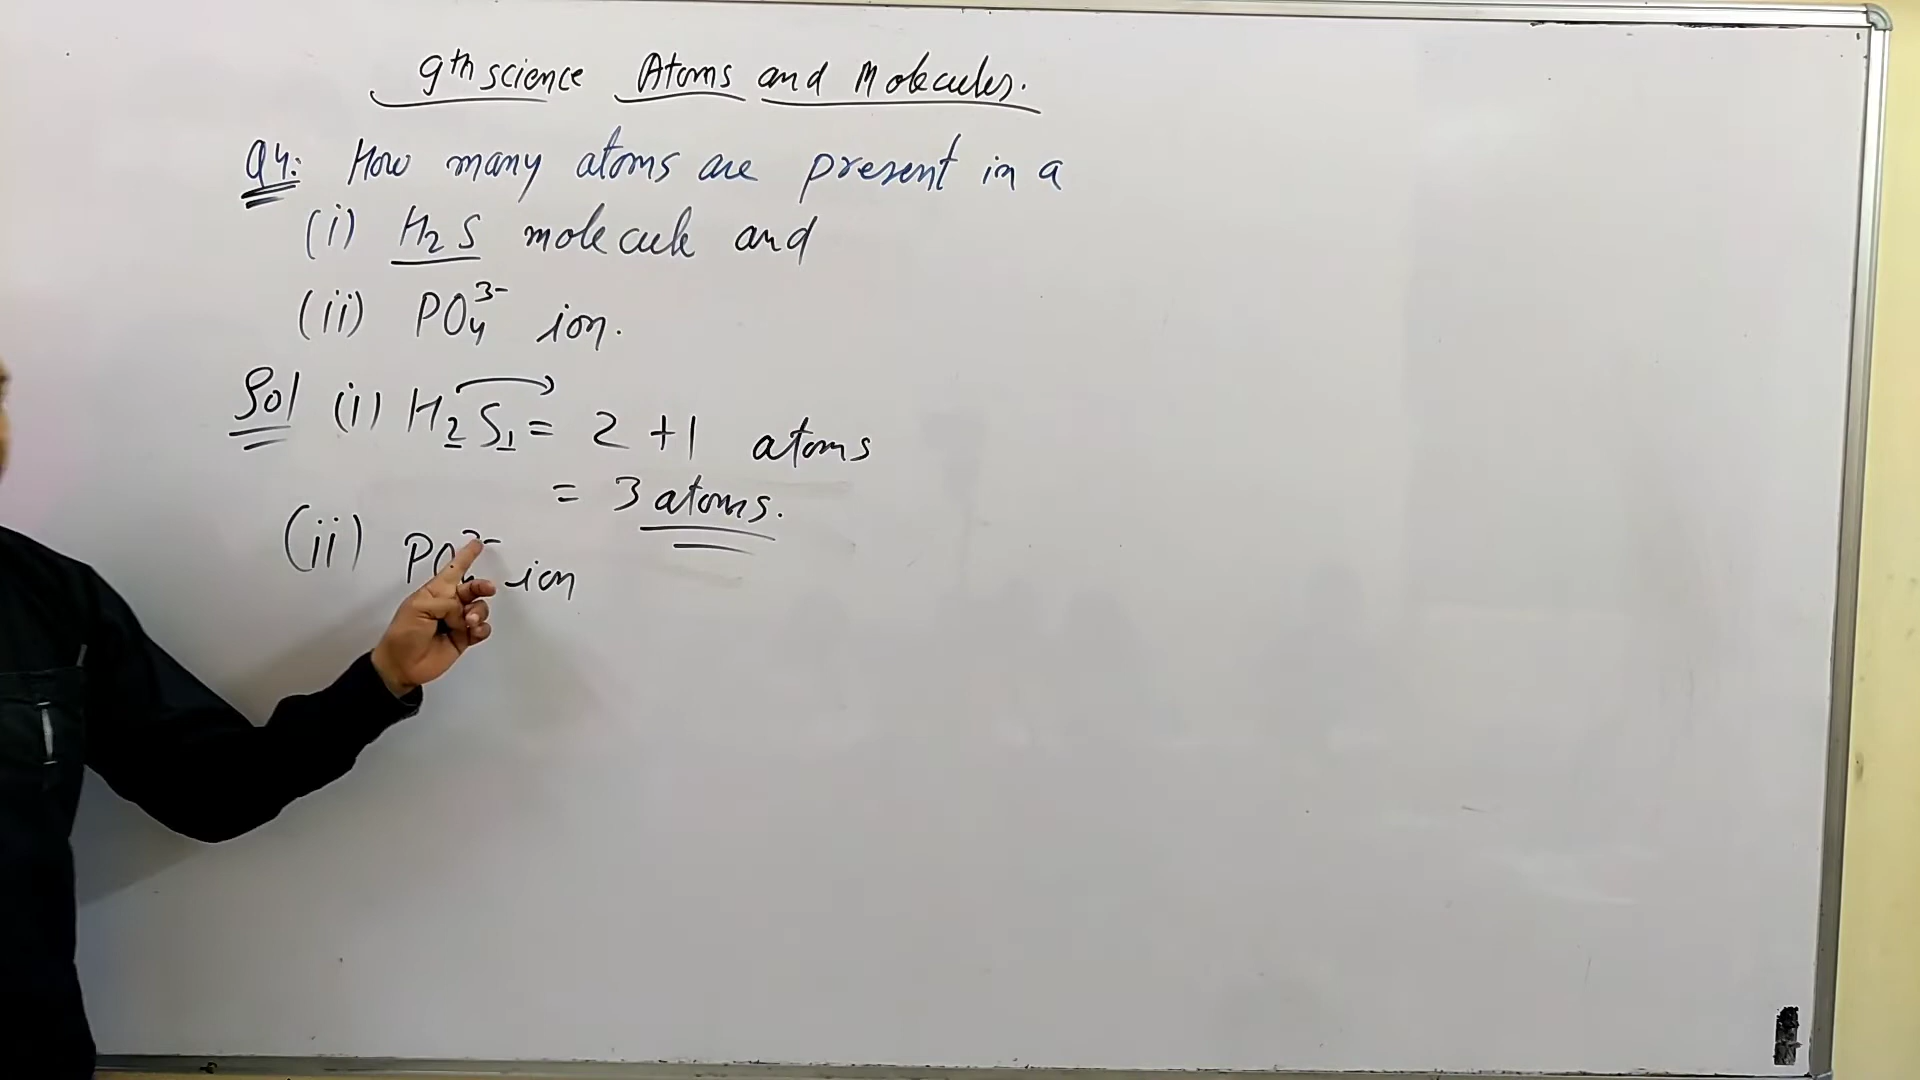 9th science Atoms and Molecules.
Q4: How many atoms are present in a
(i) H2S molecule and
(ii) PO4^3- ion.
Sol (i) H2S1 = 2 + 1 atoms
= 3 atoms.
(ii) ion